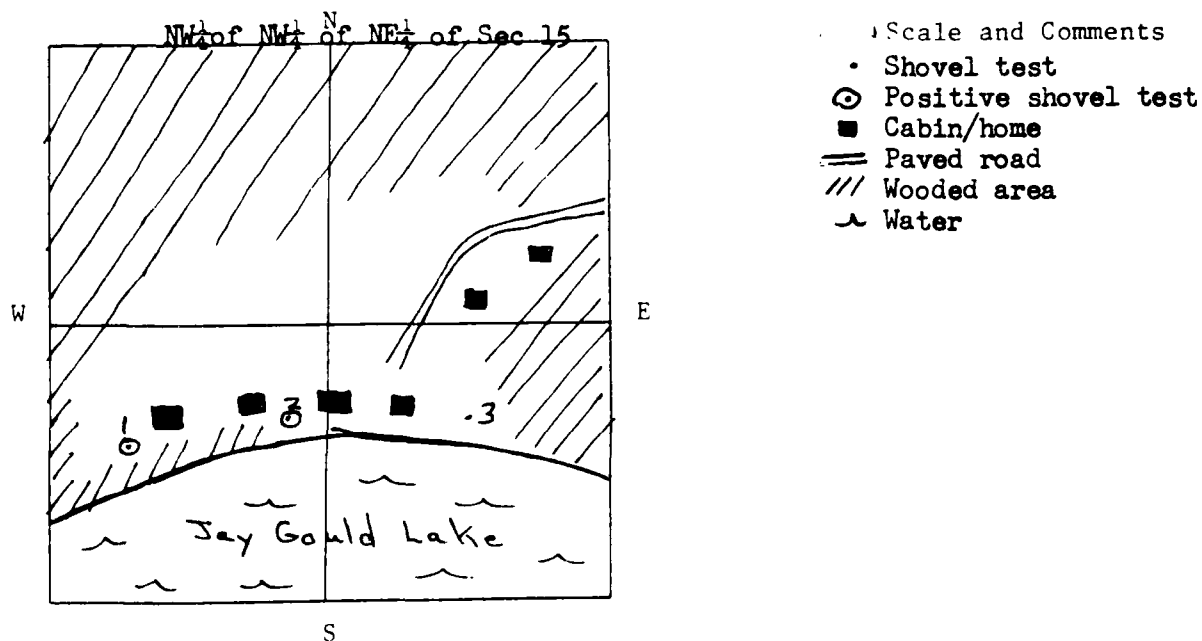 N
NW¼ of NW¼ of NE¼ of Sec 15
Scale and Comments
Shovel test
Positive shovel test
Cabin/home
Paved road
Wooded area
Water
W
E
1
2
3
Jay Gould Lake
S